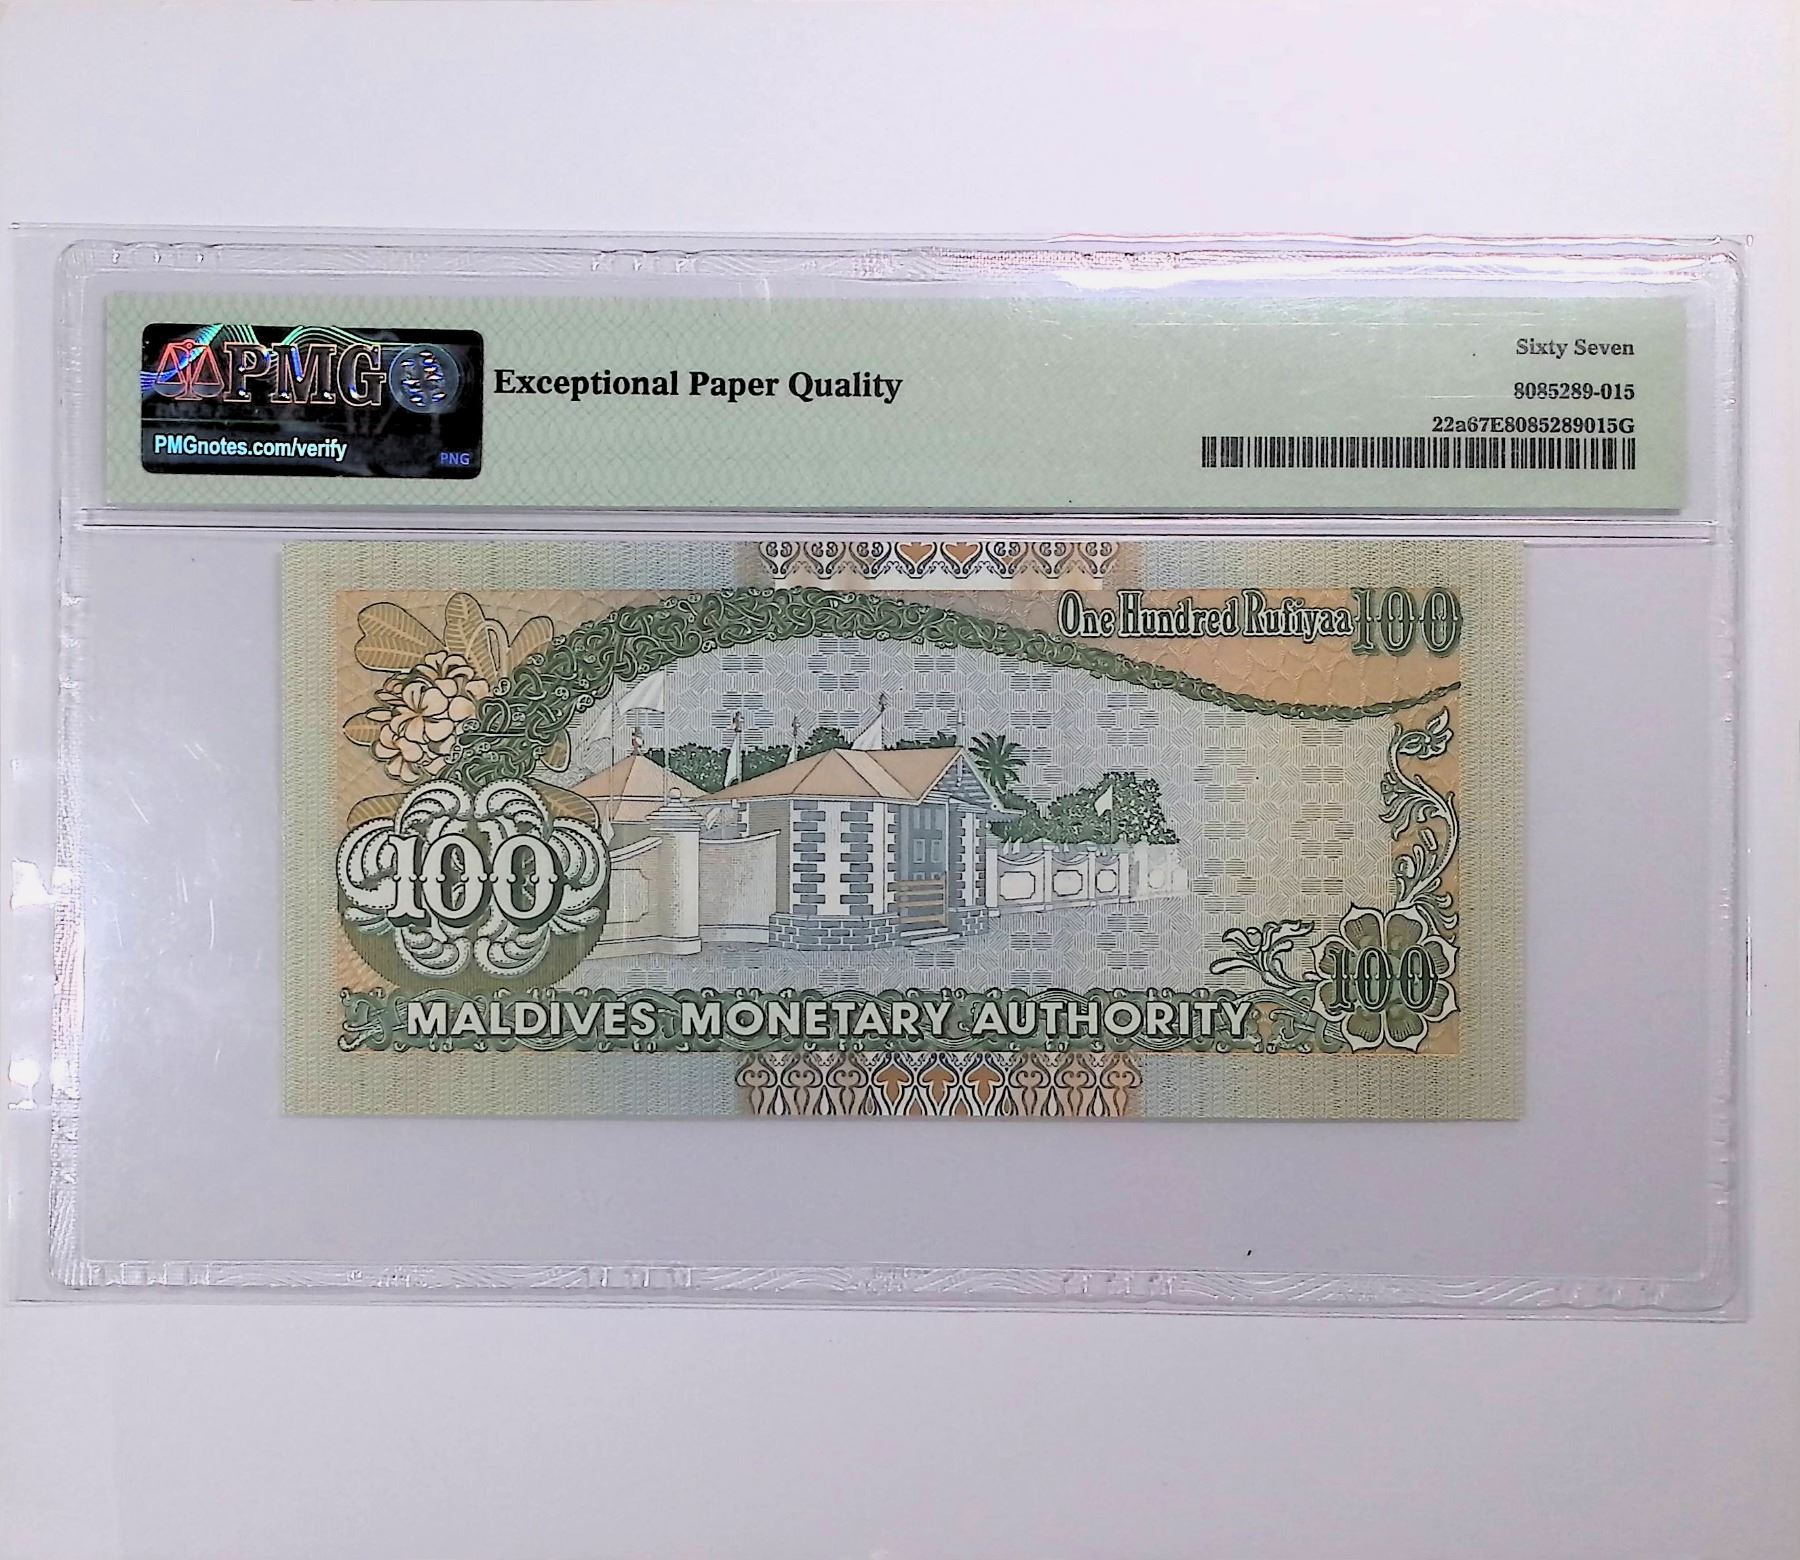 PMG
PMGnotes.com/verify
PNG
Exceptional Paper Quality
Sixty Seven
8085289-015
22a67E8085289015G
One Hundred Rufiyaa 100
100
100
MALDIVES MONETARY AUTHORITY